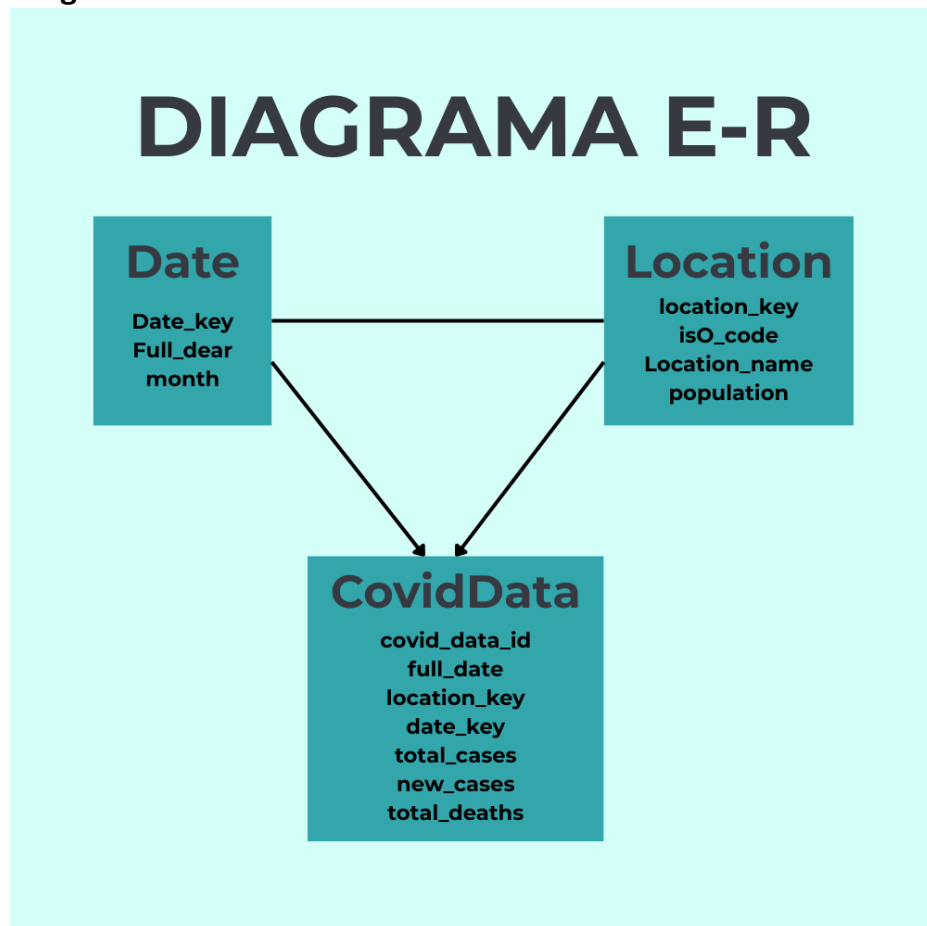 DIAGRAMA E-R
Date
Date_key
Full_dear
month
Location
location_key
isO_code
Location_name
population
CovidData
covid_data_id
full_date
location_key
date_key
total_cases
new_cases
total_deaths